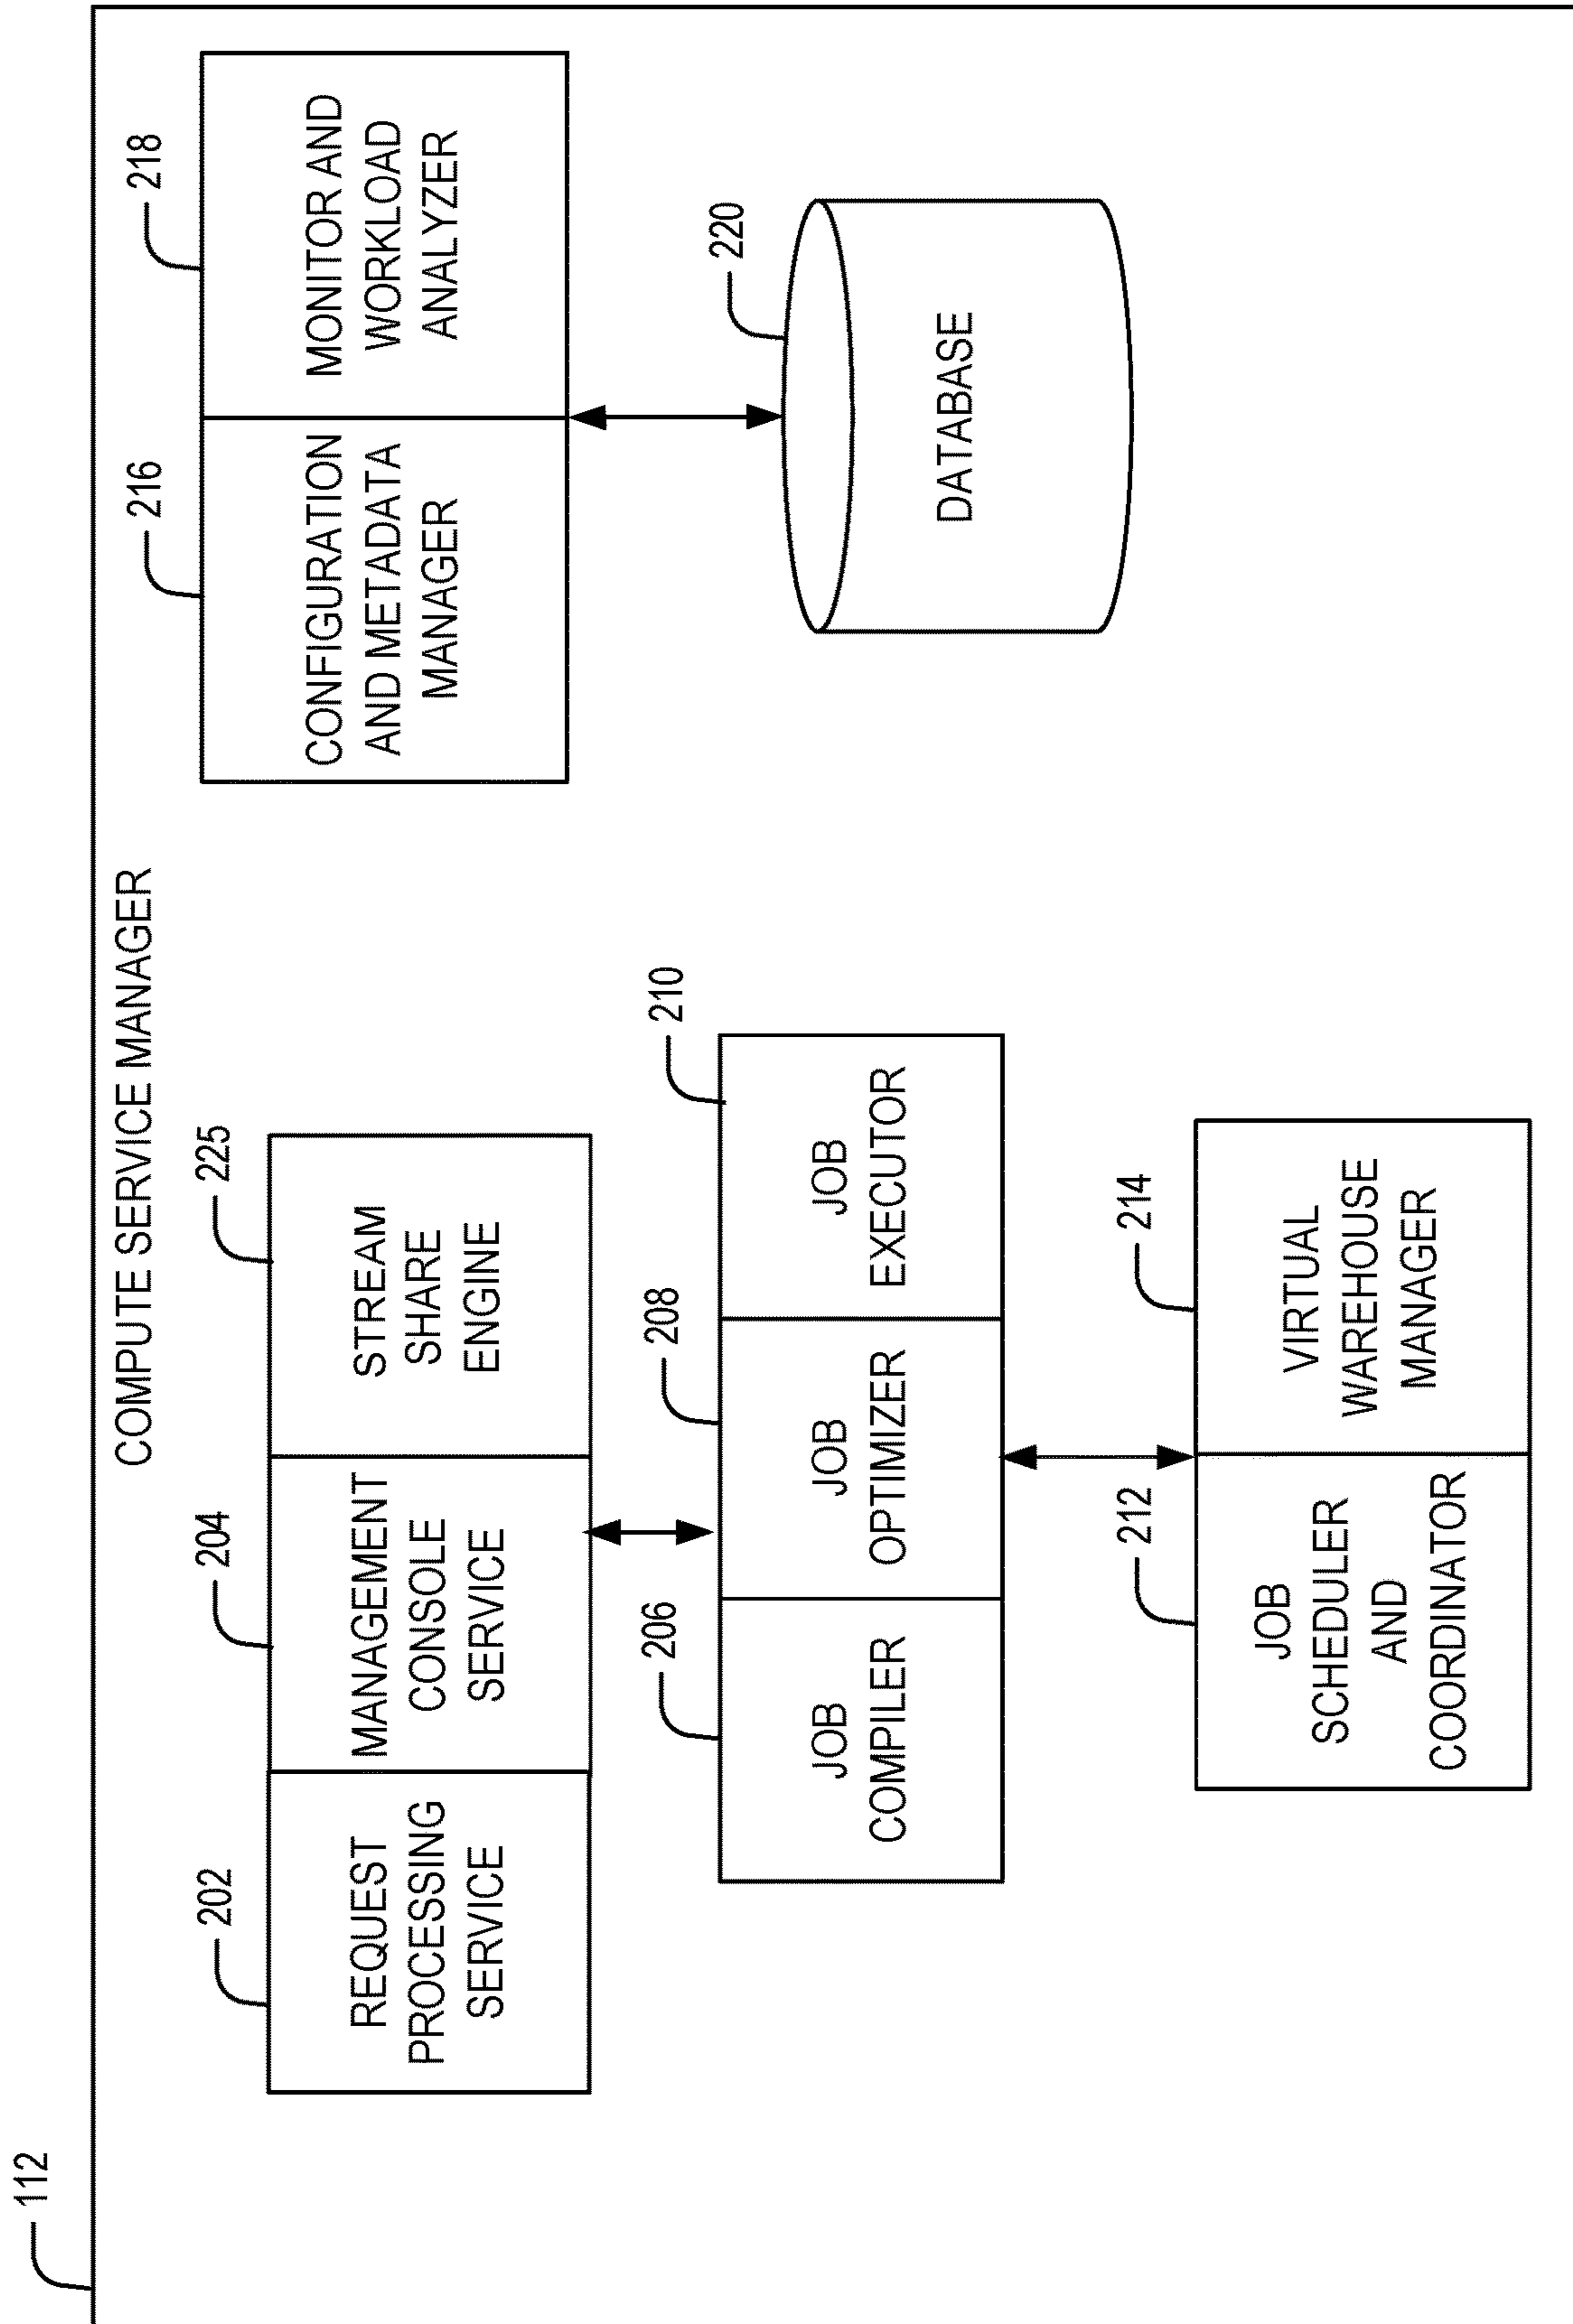 112
COMPUTE SERVICE MANAGER
202
REQUEST
PROCESSING
SERVICE
204
MANAGEMENT
CONSOLE
SERVICE
225
STREAM
SHARE
ENGINE
206
JOB
COMPILER
208
JOB
OPTIMIZER
210
JOB
EXECUTOR
212
JOB
SCHEDULER
AND
COORDINATOR
214
VIRTUAL
WAREHOUSE
MANAGER
216
CONFIGURATION
AND METADATA
MANAGER
218
MONITOR AND
WORKLOAD
ANALYZER
220
DATABASE